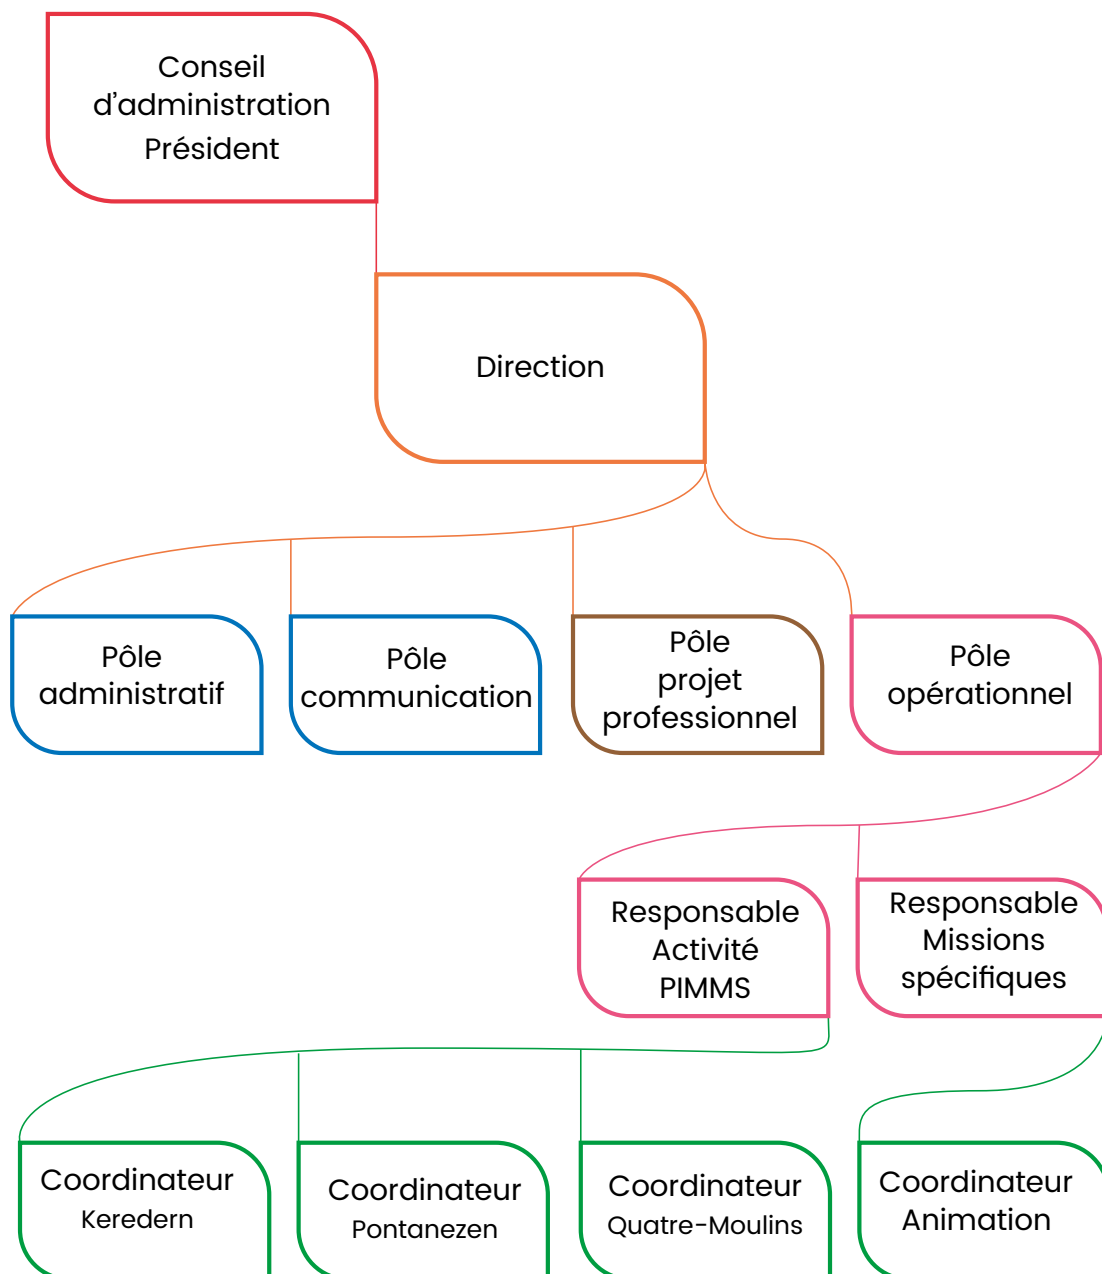 Conseil
d’administration
Président
Direction
Pôle
administratif
Pôle
communication
Pôle
projet
professionnel
Pôle
opérationnel
Responsable
Activité
PIMMS
Responsable
Missions
spécifiques
Coordinateur
Keredern
Coordinateur
Pontanezen
Coordinateur
Quatre-Moulins
Coordinateur
Animation